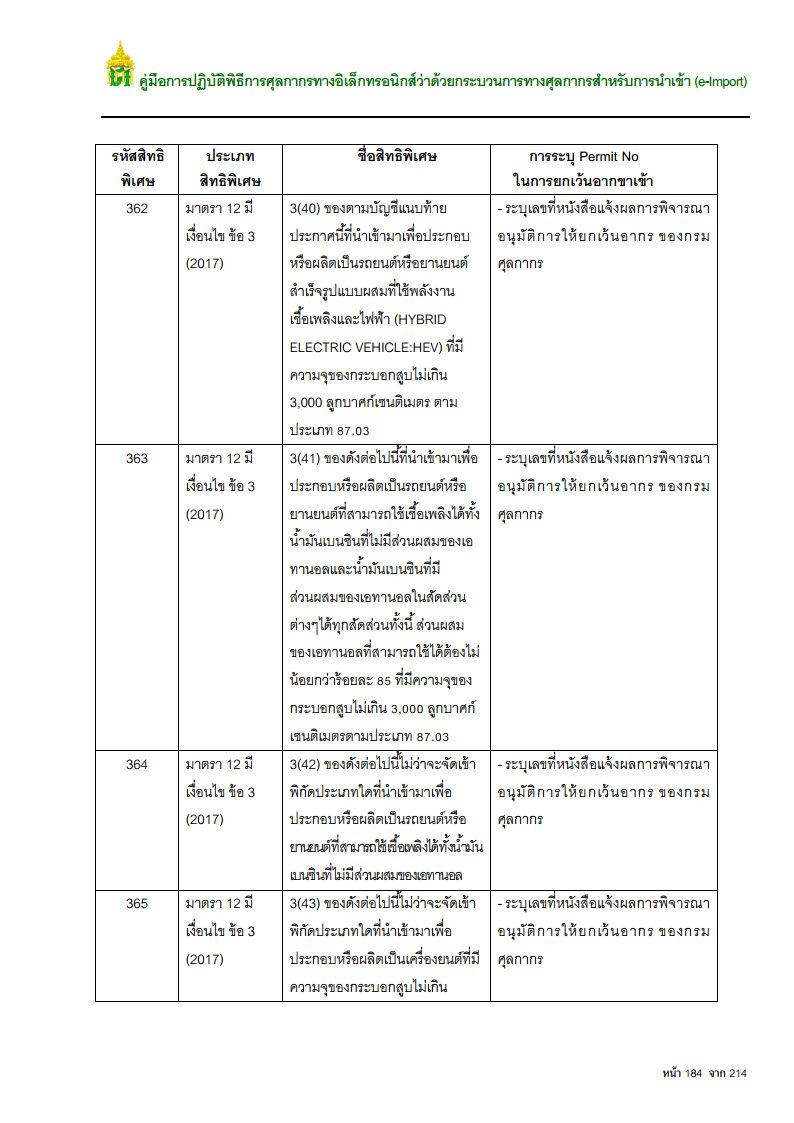 คู่มือการปฏิบัติพิธีการศุลกากรทางอิเล็กทรอนิกส์ว่าด้วยกระบวนการทางศุลกากรสำหรับการนำเข้า (e-Import)
รหัสสิทธิพิเศษ
ประเภทสิทธิพิเศษ
ชื่อสิทธิพิเศษ
การระบุ Permit No
ในการยกเว้นอากขาเข้า
362
มาตรา 12 มี
เงื่อนไข ข้อ 3
(2017)
3(40) ของตามบัญชีแนบท้าย
ประกาศนี้ที่นำเข้ามาเพื่อประกอบ
หรือผลิตเป็นรถยนต์หรือยานยนต์
สำเร็จรูปแบบผสมที่ใช้พลังงาน
เชื้อเพลิงและไฟฟ้า (HYBRID
ELECTRIC VEHICLE:HEV) ที่มี
ความจุของกระบอกสูบไม่เกิน
3,000 ลูกบาศก์เซนติเมตร ตาม
ประเภท 87.03
- ระบุเลขที่หนังสือแจ้งผลการพิจารณา
อนุมัติการให้ยกเว้นอากร ของกรม
ศุลกากร
363
มาตรา 12 มี
เงื่อนไข ข้อ 3
(2017)
3(41) ของดังต่อไปนี้ที่นำเข้ามาเพื่อ
ประกอบหรือผลิตเป็นรถยนต์หรือ
ยานยนต์ที่สามารถใช้เชื้อเพลิงได้ทั้ง
น้ำมันเบนซินที่ไม่มีส่วนผสมของเอ
ทานอลและน้ำมันเบนซินที่มี
ส่วนผสมของเอทานอลในสัดส่วน
ต่างๆได้ทุกสัดส่วนทั้งนี้ ส่วนผสม
ของเอทานอลที่สามารถใช้ได้ต้องไม่
น้อยกว่าร้อยละ 85 ที่มีความจุของ
กระบอกสูบไม่เกิน 3,000 ลูกบาศก์
เซนติเมตรตามประเภท 87.03
- ระบุเลขที่หนังสือแจ้งผลการพิจารณา
อนุมัติการให้ยกเว้นอากร ของกรม
ศุลกากร
364
มาตรา 12 มี
เงื่อนไข ข้อ 3
(2017)
3(42) ของดังต่อไปนี้ไม่ว่าจะจัดเข้า
พิกัดประเภทใดที่นำเข้ามาเพื่อ
ประกอบหรือผลิตเป็นรถยนต์หรือ
ยานยนต์ที่สามารถใช้เชื้อเพลิงได้ทั้งน้ำมัน
เบนซินที่ไม่มีส่วนผสมของเอทานอล
- ระบุเลขที่หนังสือแจ้งผลการพิจารณา
อนุมัติการให้ยกเว้นอากร ของกรม
ศุลกากร
365
มาตรา 12 มี
เงื่อนไข ข้อ 3
(2017)
3(43) ของดังต่อไปนี้ไม่ว่าจะจัดเข้า
พิกัดประเภทใดที่นำเข้ามาเพื่อ
ประกอบหรือผลิตเป็นเครื่องยนต์ที่มี
ความจุของกระบอกสูบไม่เกิน
- ระบุเลขที่หนังสือแจ้งผลการพิจารณา
อนุมัติการให้ยกเว้นอากร ของกรม
ศุลกากร
หน้า 184 จาก 214